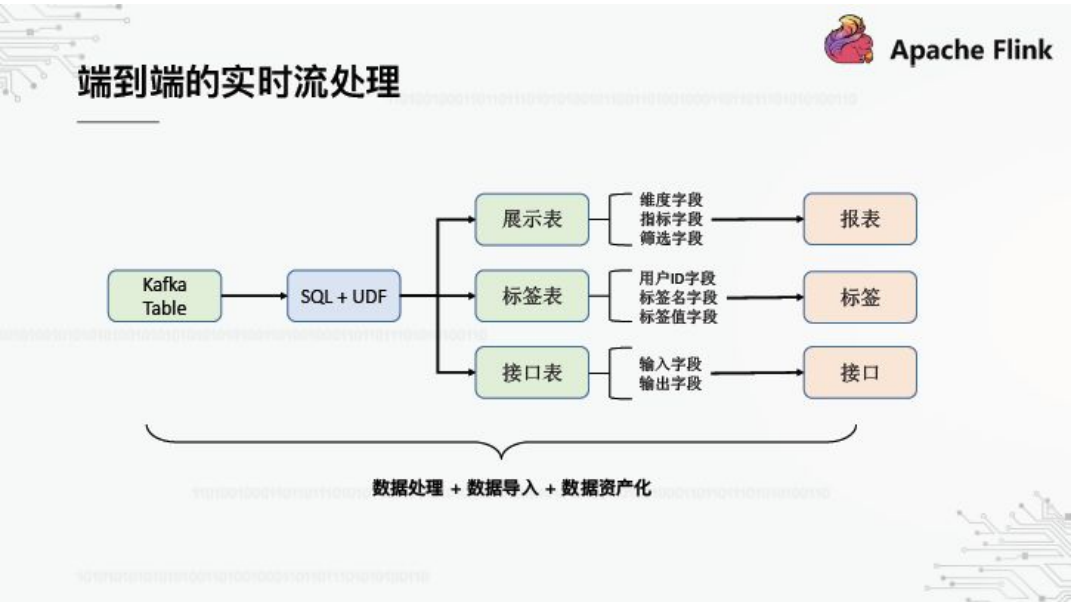 Apache Flink
端到端的实时流处理
Kafka
Table
SQL + UDF
展示表
维度字段
指标字段
筛选字段
报表
标签表
用户ID字段
标签名字段
标签值字段
标签
接口表
输入字段
输出字段
接口
数据处理 + 数据导入 + 数据资产化